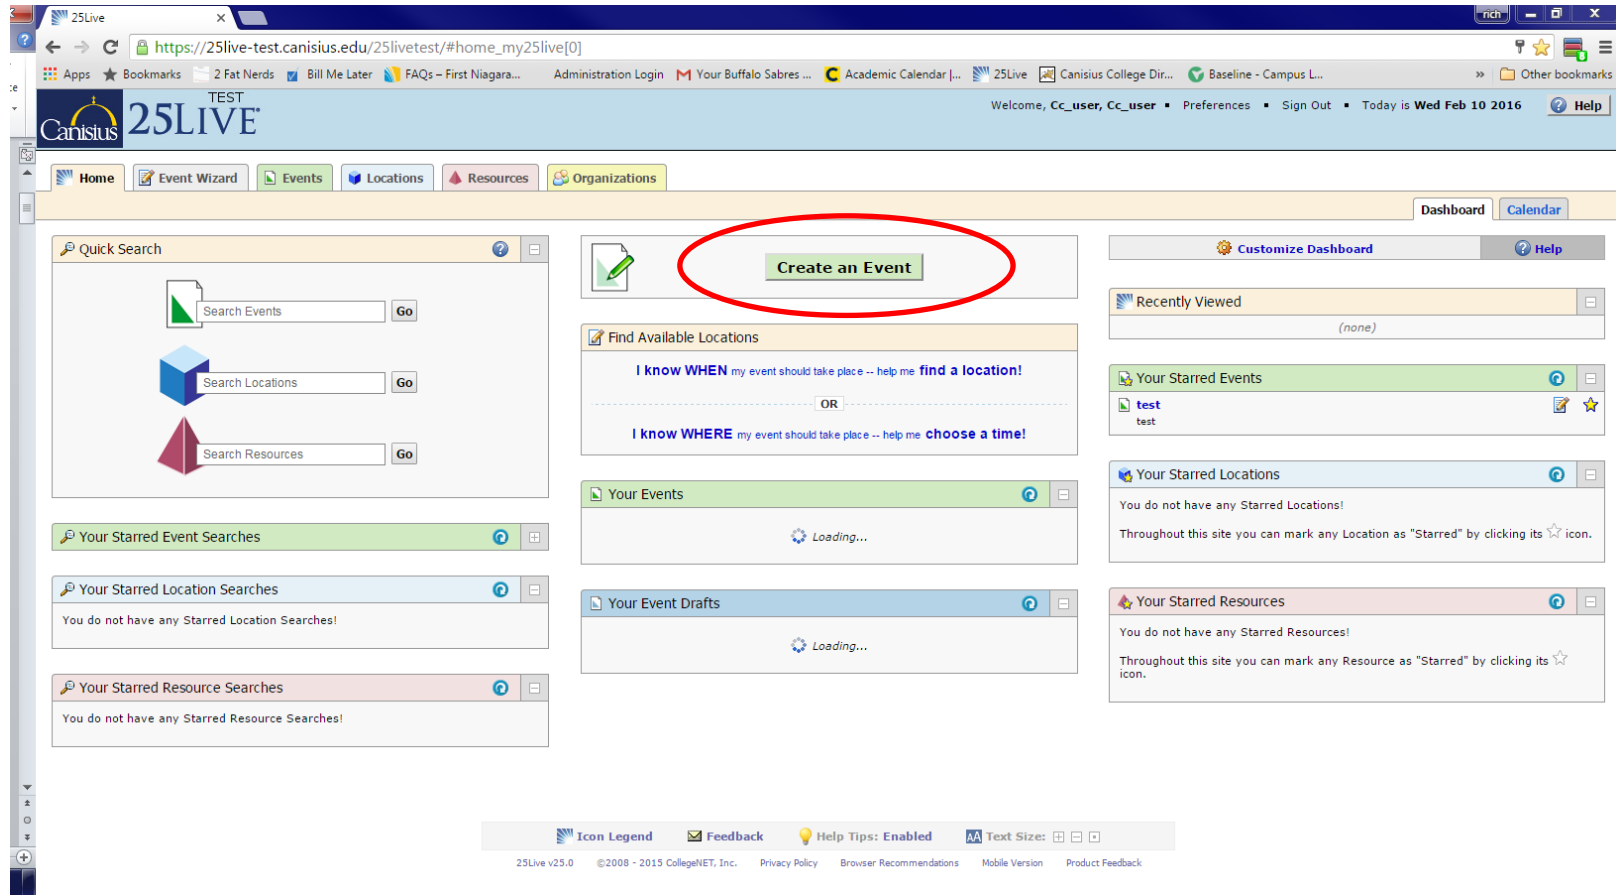 25Live
rich
https://25live-test.canisius.edu/25livetest/#home_my25live[0]
Apps Bookmarks 2 Fat Nerds Bill Me Later FAQs – First Niagara... Administration Login Your Buffalo Sabres ... Academic Calendar |... 25Live Canisius College Dir... Baseline - Campus L... » Other bookmarks
Canisius 25LIVE TEST
Welcome, Cc_user, Cc_user ▪ Preferences ▪ Sign Out ▪ Today is Wed Feb 10 2016 Help
Home Event Wizard Events Locations Resources Organizations
Dashboard Calendar
Quick Search
Search Events Go
Search Locations Go
Search Resources Go
Your Starred Event Searches
Your Starred Location Searches
You do not have any Starred Location Searches!
Your Starred Resource Searches
You do not have any Starred Resource Searches!
Create an Event
Find Available Locations
I know WHEN my event should take place -- help me find a location!
OR
I know WHERE my event should take place -- help me choose a time!
Your Events
Loading...
Your Event Drafts
Loading...
Customize Dashboard Help
Recently Viewed
(none)
Your Starred Events
test
test
Your Starred Locations
You do not have any Starred Locations!
Throughout this site you can mark any Location as "Starred" by clicking its icon.
Your Starred Resources
You do not have any Starred Resources!
Throughout this site you can mark any Resource as "Starred" by clicking its
icon.
Icon Legend Feedback Help Tips: Enabled AA Text Size:
25Live v25.0 ©2008 - 2015 CollegeNET, Inc. Privacy Policy Browser Recommendations Mobile Version Product Feedback